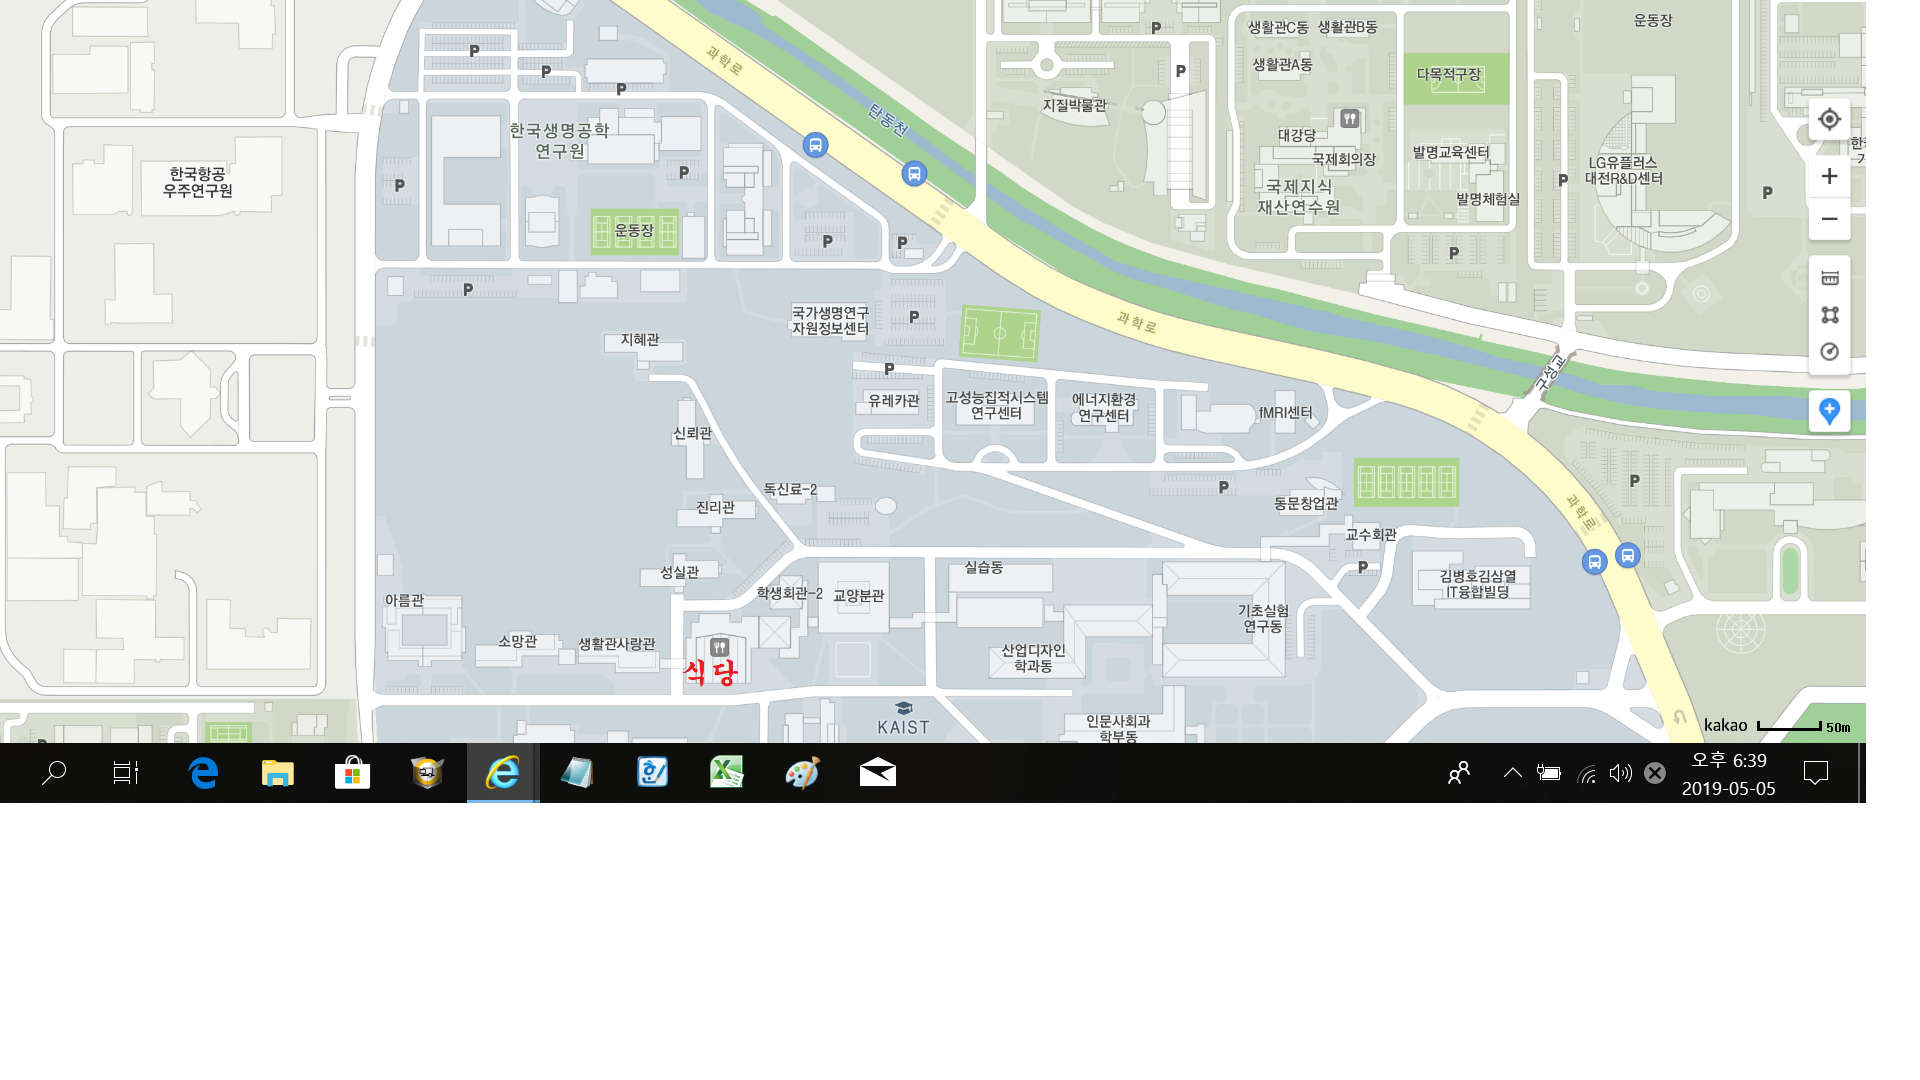 생활관C동
생활관B동
운동장
P
P
과학로
P
생활관A동
P
P
다목적구장
P
지질박물관
탄동천
한국생명공학
연구원
대강당
국제회의장
발명교육센터
LG유플러스
대전R&D센터
한국항공
우주연구원
P
P
국제지식
재산연수원
발명체험실
P
P
운동장
P
P
P
P
국가생명연구
자원정보센터
P
과학로
지혜관
P
구성교
유레카관
고성능집적시스템
연구센터
에너지환경
연구센터
fMRI센터
신뢰관
독신료-2
P
P
진리관
동문창업관
과학로
교수회관
실습동
P
성실관
김병호김삼열
IT융합빌딩
학생회관-2
교양분관
아름관
기초실험
연구동
소망관
생활관사랑관
산업디자인
학과동
식당
인문사회과
학부동
KAIST
kakao
50m
오후 6:39
2019-05-05